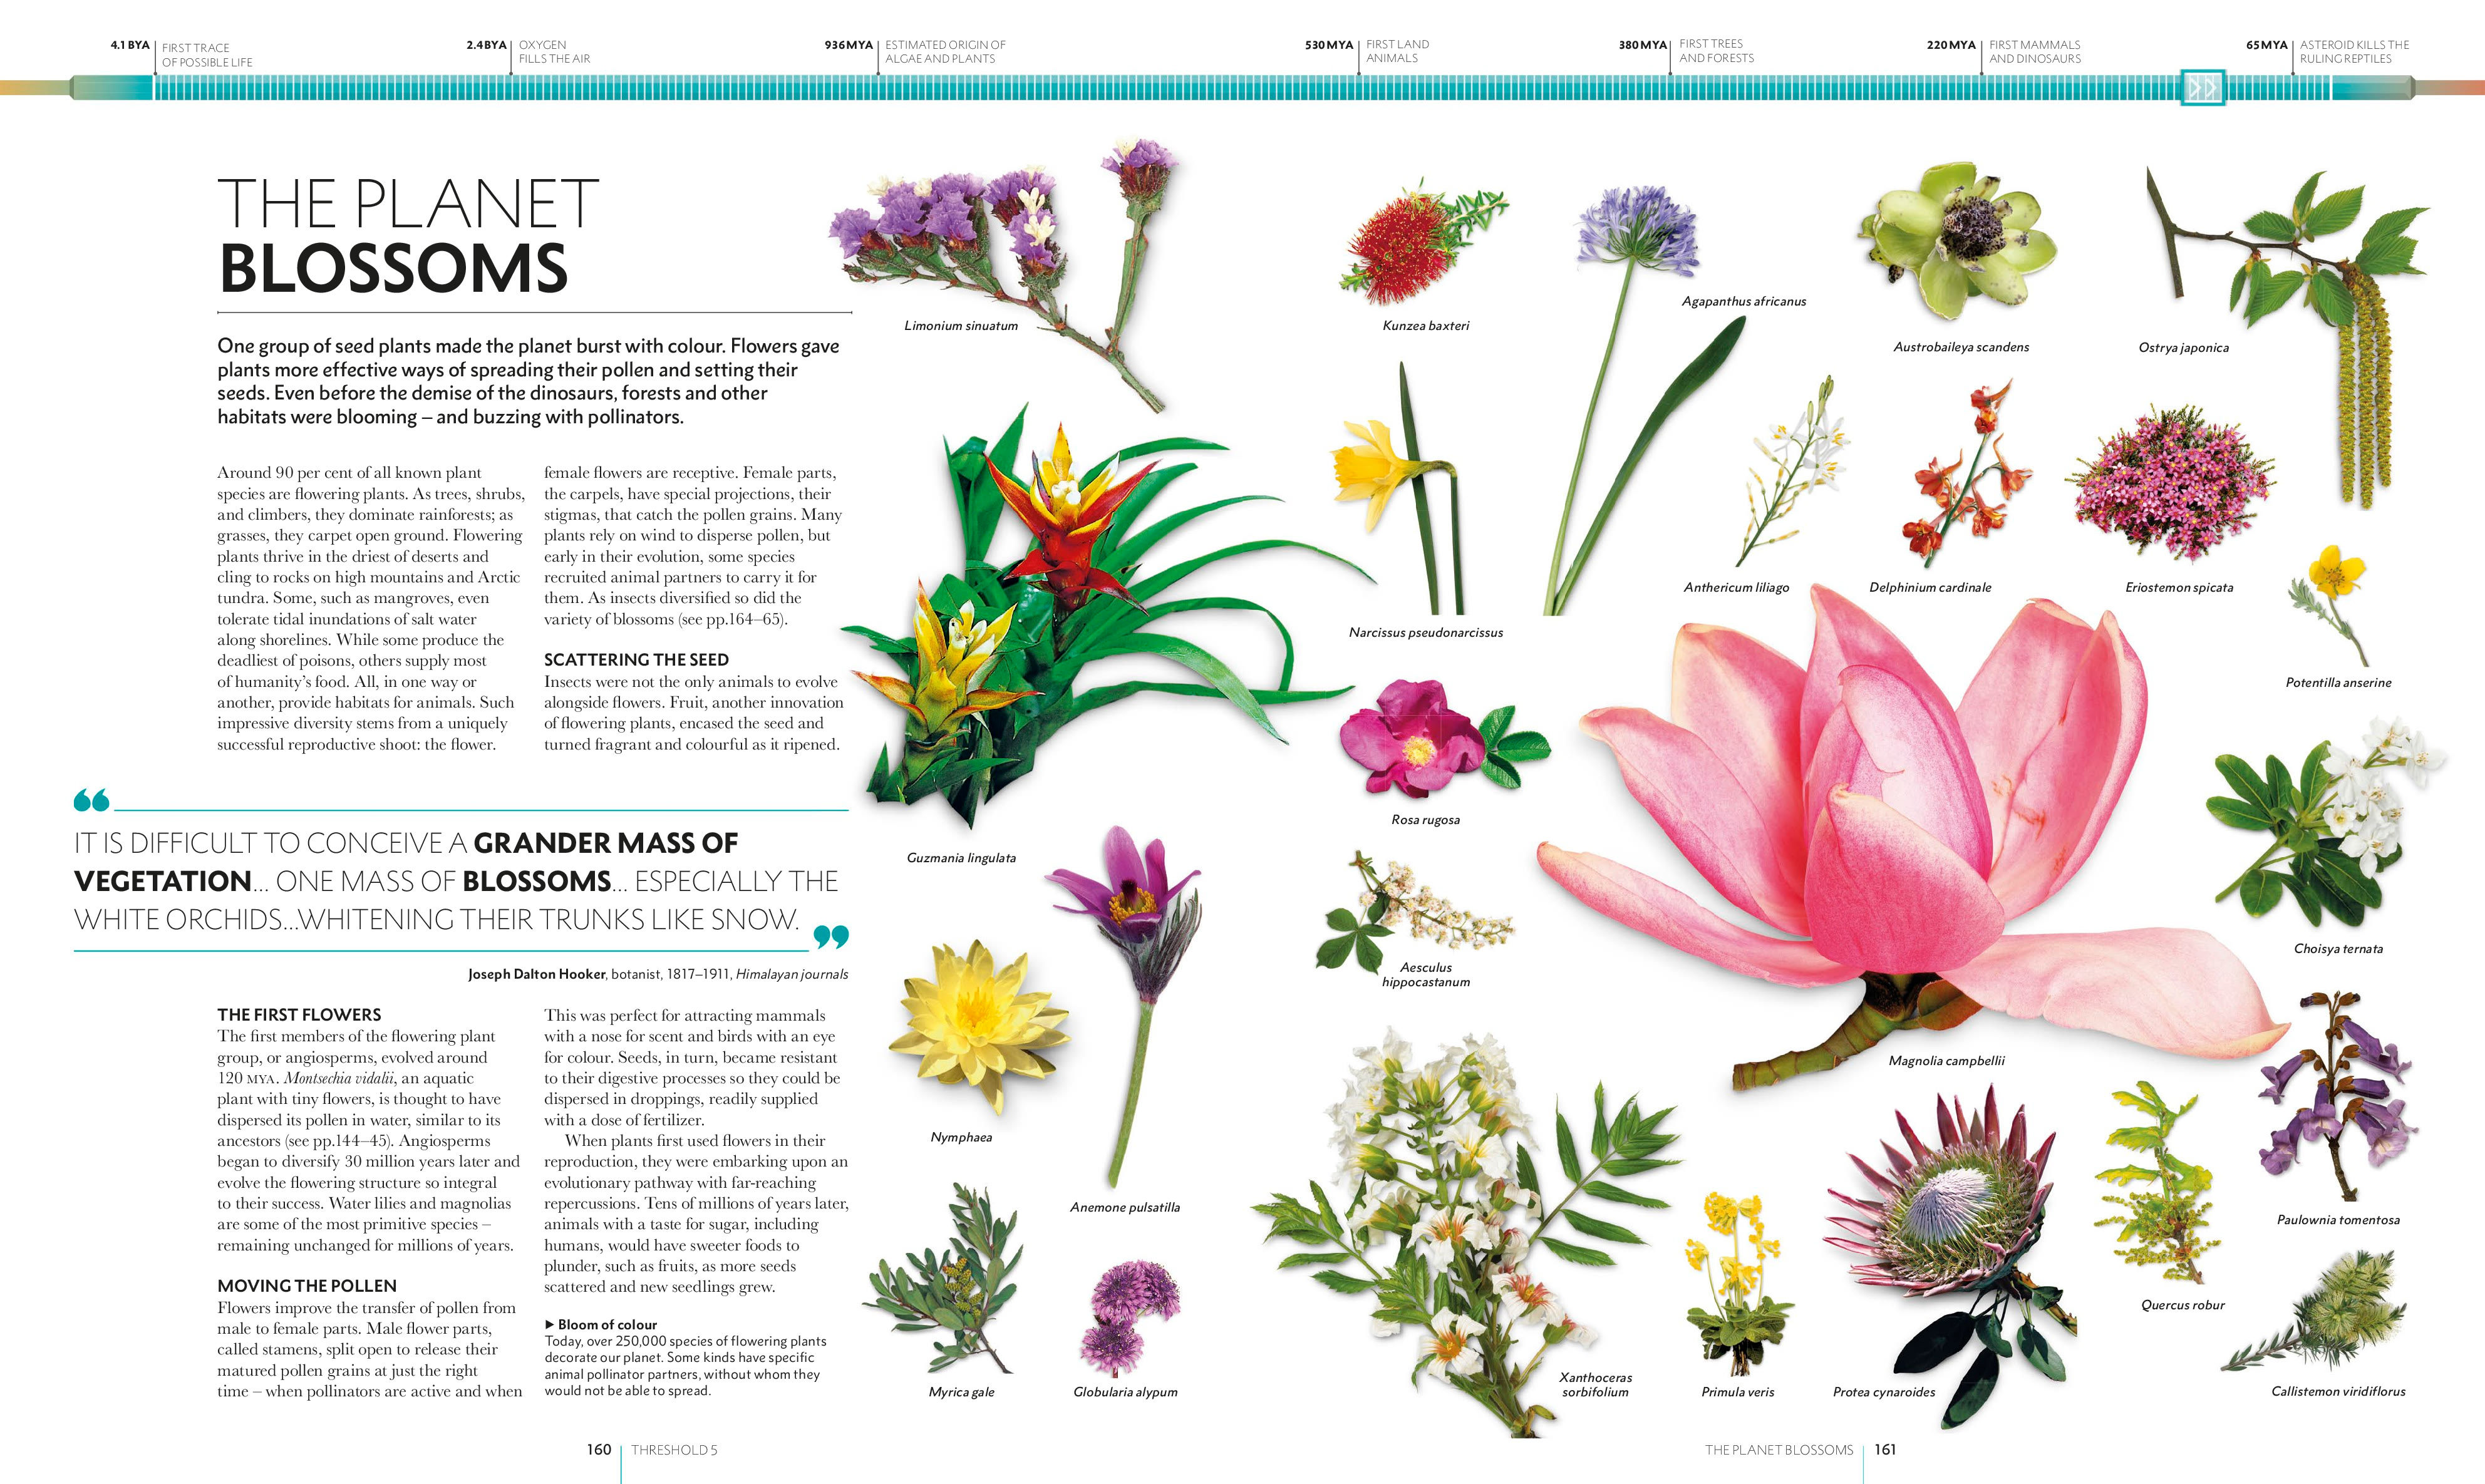 4.1 BYA
FIRST TRACE
OF POSSIBLE LIFE
2.4BYA
OXYGEN
FILLS THE AIR
936MYA
ESTIMATED ORIGIN OF
ALGAE AND PLANTS
530MYA
FIRST LAND
ANIMALS
380MYA
FIRST TREES
AND FORESTS
220MYA
FIRST MAMMALS
AND DINOSAURS
65MYA
ASTEROID KILLS THE
RULING REPTILES
THE PLANET
BLOSSOMS
One group of seed plants made the planet burst with colour. Flowers gave
plants more effective ways of spreading their pollen and setting their
seeds. Even before the demise of the dinosaurs, forests and other
habitats were blooming – and buzzing with pollinators.
Around 90 per cent of all known plant
species are flowering plants. As trees, shrubs,
and climbers, they dominate rainforests; as
grasses, they carpet open ground. Flowering
plants thrive in the driest of deserts and
cling to rocks on high mountains and Arctic
tundra. Some, such as mangroves, even
tolerate tidal inundations of salt water
along shorelines. While some produce the
deadliest of poisons, others supply most
of humanity’s food. All, in one way or
another, provide habitats for animals. Such
impressive diversity stems from a uniquely
successful reproductive shoot: the flower.
“
IT IS DIFFICULT TO CONCEIVE A GRANDER MASS OF
VEGETATION... ONE MASS OF BLOSSOMS... ESPECIALLY THE
WHITE ORCHIDS...WHITENING THEIR TRUNKS LIKE SNOW.
”
Joseph Dalton Hooker, botanist, 1817–1911, Himalayan journals
THE FIRST FLOWERS
The first members of the flowering plant
group, or angiosperms, evolved around
120 MYA. Montsechia vidalii, an aquatic
plant with tiny flowers, is thought to have
dispersed its pollen in water, similar to its
ancestors (see pp.144–45). Angiosperms
began to diversify 30 million years later and
evolve the flowering structure so integral
to their success. Water lilies and magnolias
are some of the most primitive species –
remaining unchanged for millions of years.
MOVING THE POLLEN
Flowers improve the transfer of pollen from
male to female parts. Male flower parts,
called stamens, split open to release their
matured pollen grains at just the right
time – when pollinators are active and when
female flowers are receptive. Female parts,
the carpels, have special projections, their
stigmas, that catch the pollen grains. Many
plants rely on wind to disperse pollen, but
early in their evolution, some species
recruited animal partners to carry it for
them. As insects diversified so did the
variety of blossoms (see pp.164–65).
SCATTERING THE SEED
Insects were not the only animals to evolve
alongside flowers. Fruit, another innovation
of flowering plants, encased the seed and
turned fragrant and colourful as it ripened.
This was perfect for attracting mammals
with a nose for scent and birds with an eye
for colour. Seeds, in turn, became resistant
to their digestive processes so they could be
dispersed in droppings, readily supplied
with a dose of fertilizer.
When plants first used flowers in their
reproduction, they were embarking upon an
evolutionary pathway with far-reaching
repercussions. Tens of millions of years later,
animals with a taste for sugar, including
humans, would have sweeter foods to
plunder, such as fruits, as more seeds
scattered and new seedlings grew.
▶ Bloom of colour
Today, over 250,000 species of flowering plants
decorate our planet. Some kinds have specific
animal pollinator partners, without whom they
would not be able to spread.
Limonium sinuatum
Kunzea baxteri
Agapanthus africanus
Austrobaileya scandens
Ostrya japonica
Narcissus pseudonarcissus
Anthericum liliago
Delphinium cardinale
Eriostemon spicata
Potentilla anserine
Rosa rugosa
Guzmania lingulata
Aesculus
hippocastanum
Choisya ternata
Magnolia campbellii
Nymphaea
Anemone pulsatilla
Paulownia tomentosa
Quercus robur
Myrica gale
Globularia alypum
Xanthoceras
sorbifolium
Primula veris
Protea cynaroides
Callistemon viridiflorus
160
THRESHOLD 5
THE PLANET BLOSSOMS
161